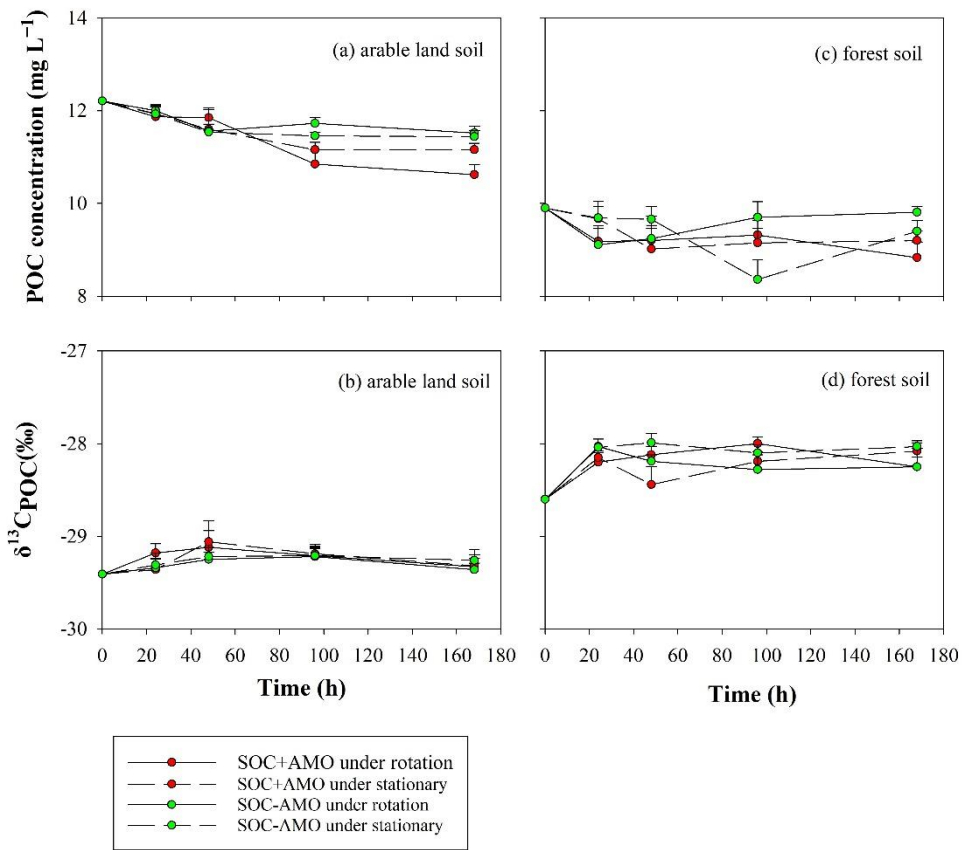 14
12
10
8
POC concentration (mg L⁻¹)
(a) arable land soil
(c) forest soil
-27
-28
-29
-30
δ¹³CPOC(‰)
(b) arable land soil
(d) forest soil
0 20 40 60 80 100 120 140 160 180
Time (h)
0 20 40 60 80 100 120 140 160 180
Time (h)
SOC+AMO under rotation
SOC+AMO under stationary
SOC-AMO under rotation
SOC-AMO under stationary